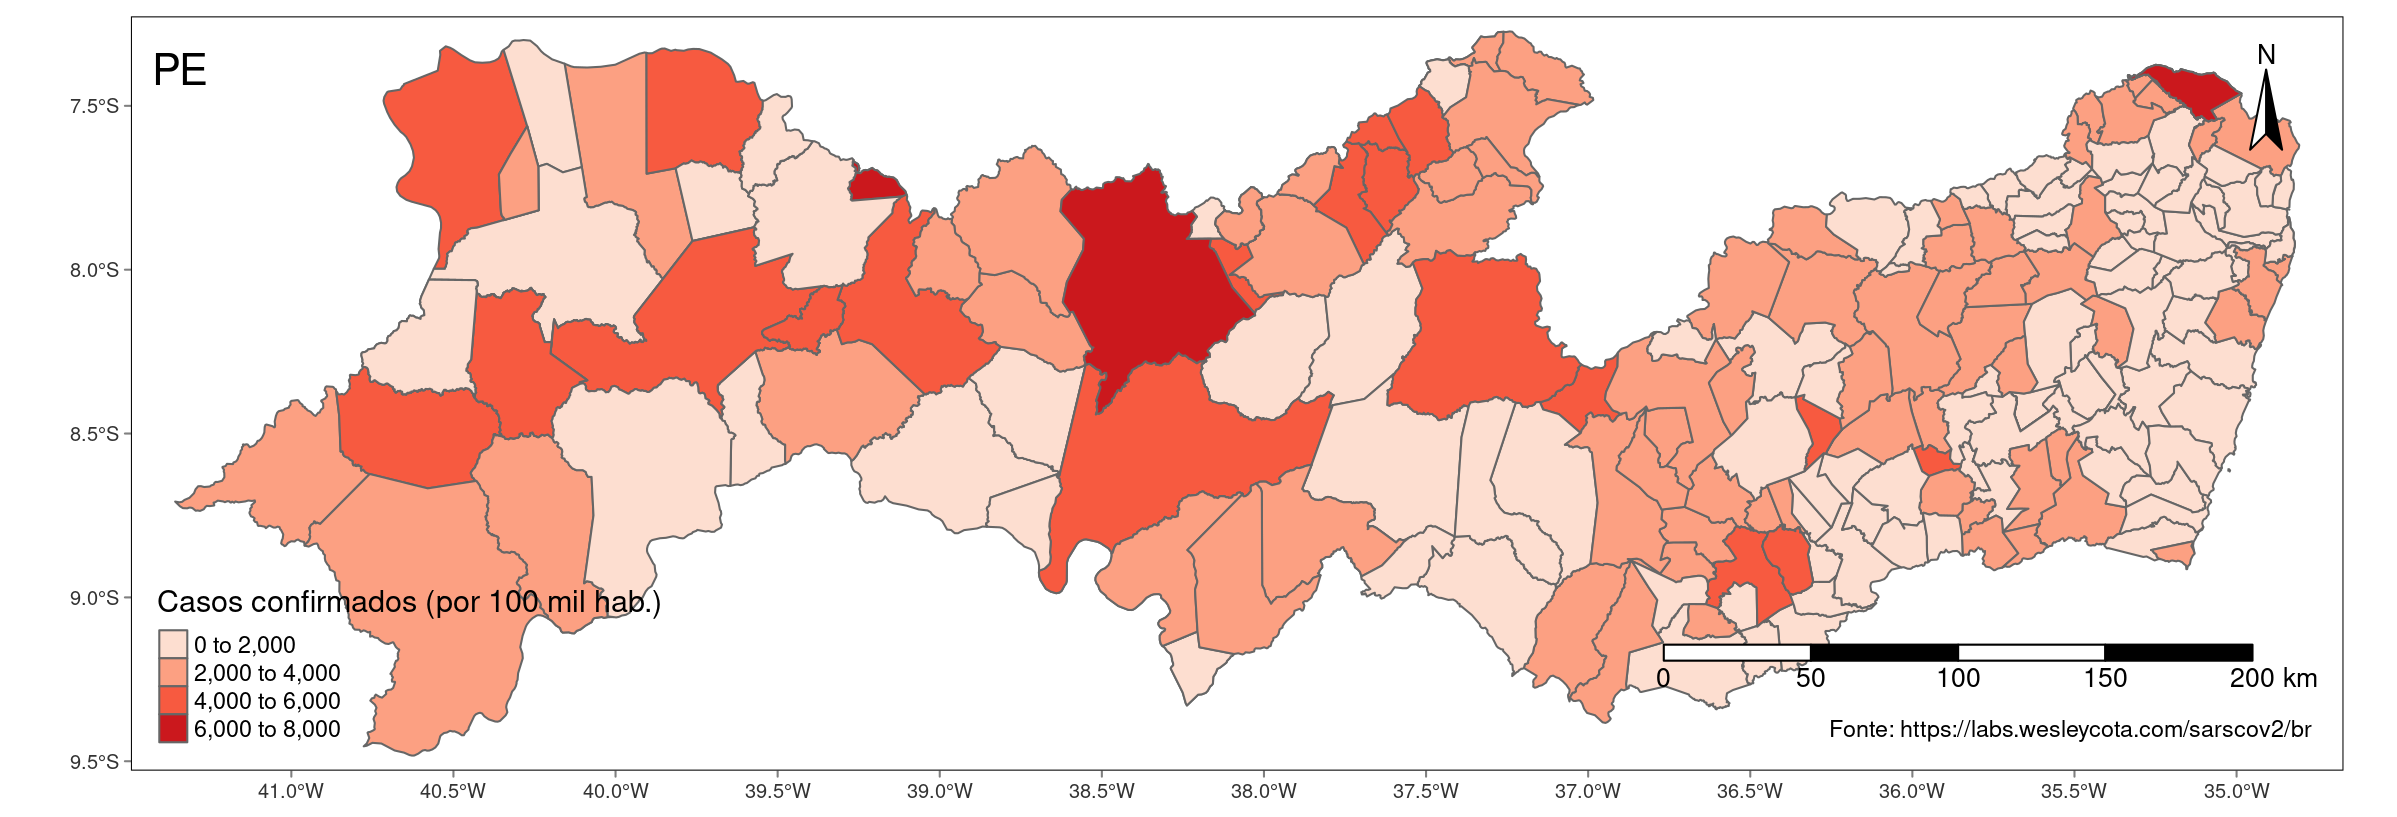 PE
N
7.5°S
8.0°S
8.5°S
9.0°S
9.5°S
Casos confirmados (por 100 mil hab.)
0 to 2,000
2,000 to 4,000
4,000 to 6,000
6,000 to 8,000
0 50 100 150 200 km
Fonte: https://labs.wesleycota.com/sarscov2/br
41.0°W 40.5°W 40.0°W 39.5°W 39.0°W 38.5°W 38.0°W 37.5°W 37.0°W 36.5°W 36.0°W 35.5°W 35.0°W